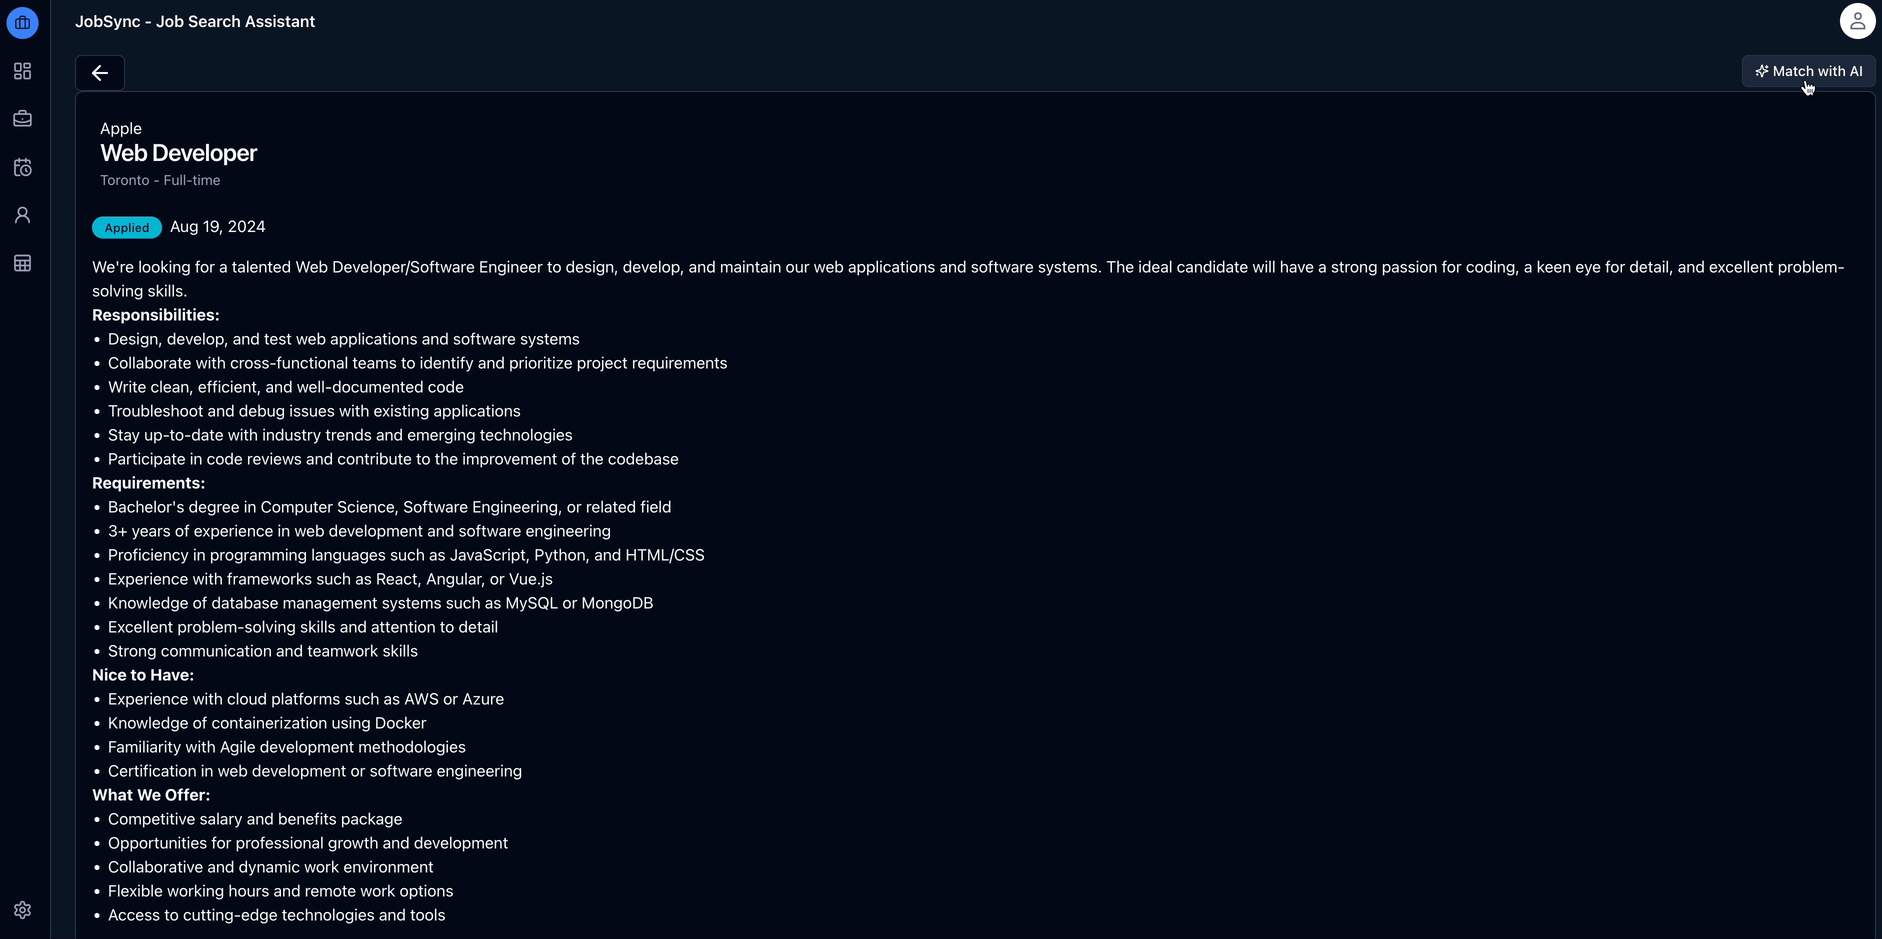 JobSync - Job Search Assistant
Match with AI
Apple
Web Developer
Toronto - Full-time
Applied Aug 19, 2024
We're looking for a talented Web Developer/Software Engineer to design, develop, and maintain our web applications and software systems. The ideal candidate will have a strong passion for coding, a keen eye for detail, and excellent problem-
solving skills.
Responsibilities:
• Design, develop, and test web applications and software systems
• Collaborate with cross-functional teams to identify and prioritize project requirements
• Write clean, efficient, and well-documented code
• Troubleshoot and debug issues with existing applications
• Stay up-to-date with industry trends and emerging technologies
• Participate in code reviews and contribute to the improvement of the codebase
Requirements:
• Bachelor's degree in Computer Science, Software Engineering, or related field
• 3+ years of experience in web development and software engineering
• Proficiency in programming languages such as JavaScript, Python, and HTML/CSS
• Experience with frameworks such as React, Angular, or Vue.js
• Knowledge of database management systems such as MySQL or MongoDB
• Excellent problem-solving skills and attention to detail
• Strong communication and teamwork skills
Nice to Have:
• Experience with cloud platforms such as AWS or Azure
• Knowledge of containerization using Docker
• Familiarity with Agile development methodologies
• Certification in web development or software engineering
What We Offer:
• Competitive salary and benefits package
• Opportunities for professional growth and development
• Collaborative and dynamic work environment
• Flexible working hours and remote work options
• Access to cutting-edge technologies and tools